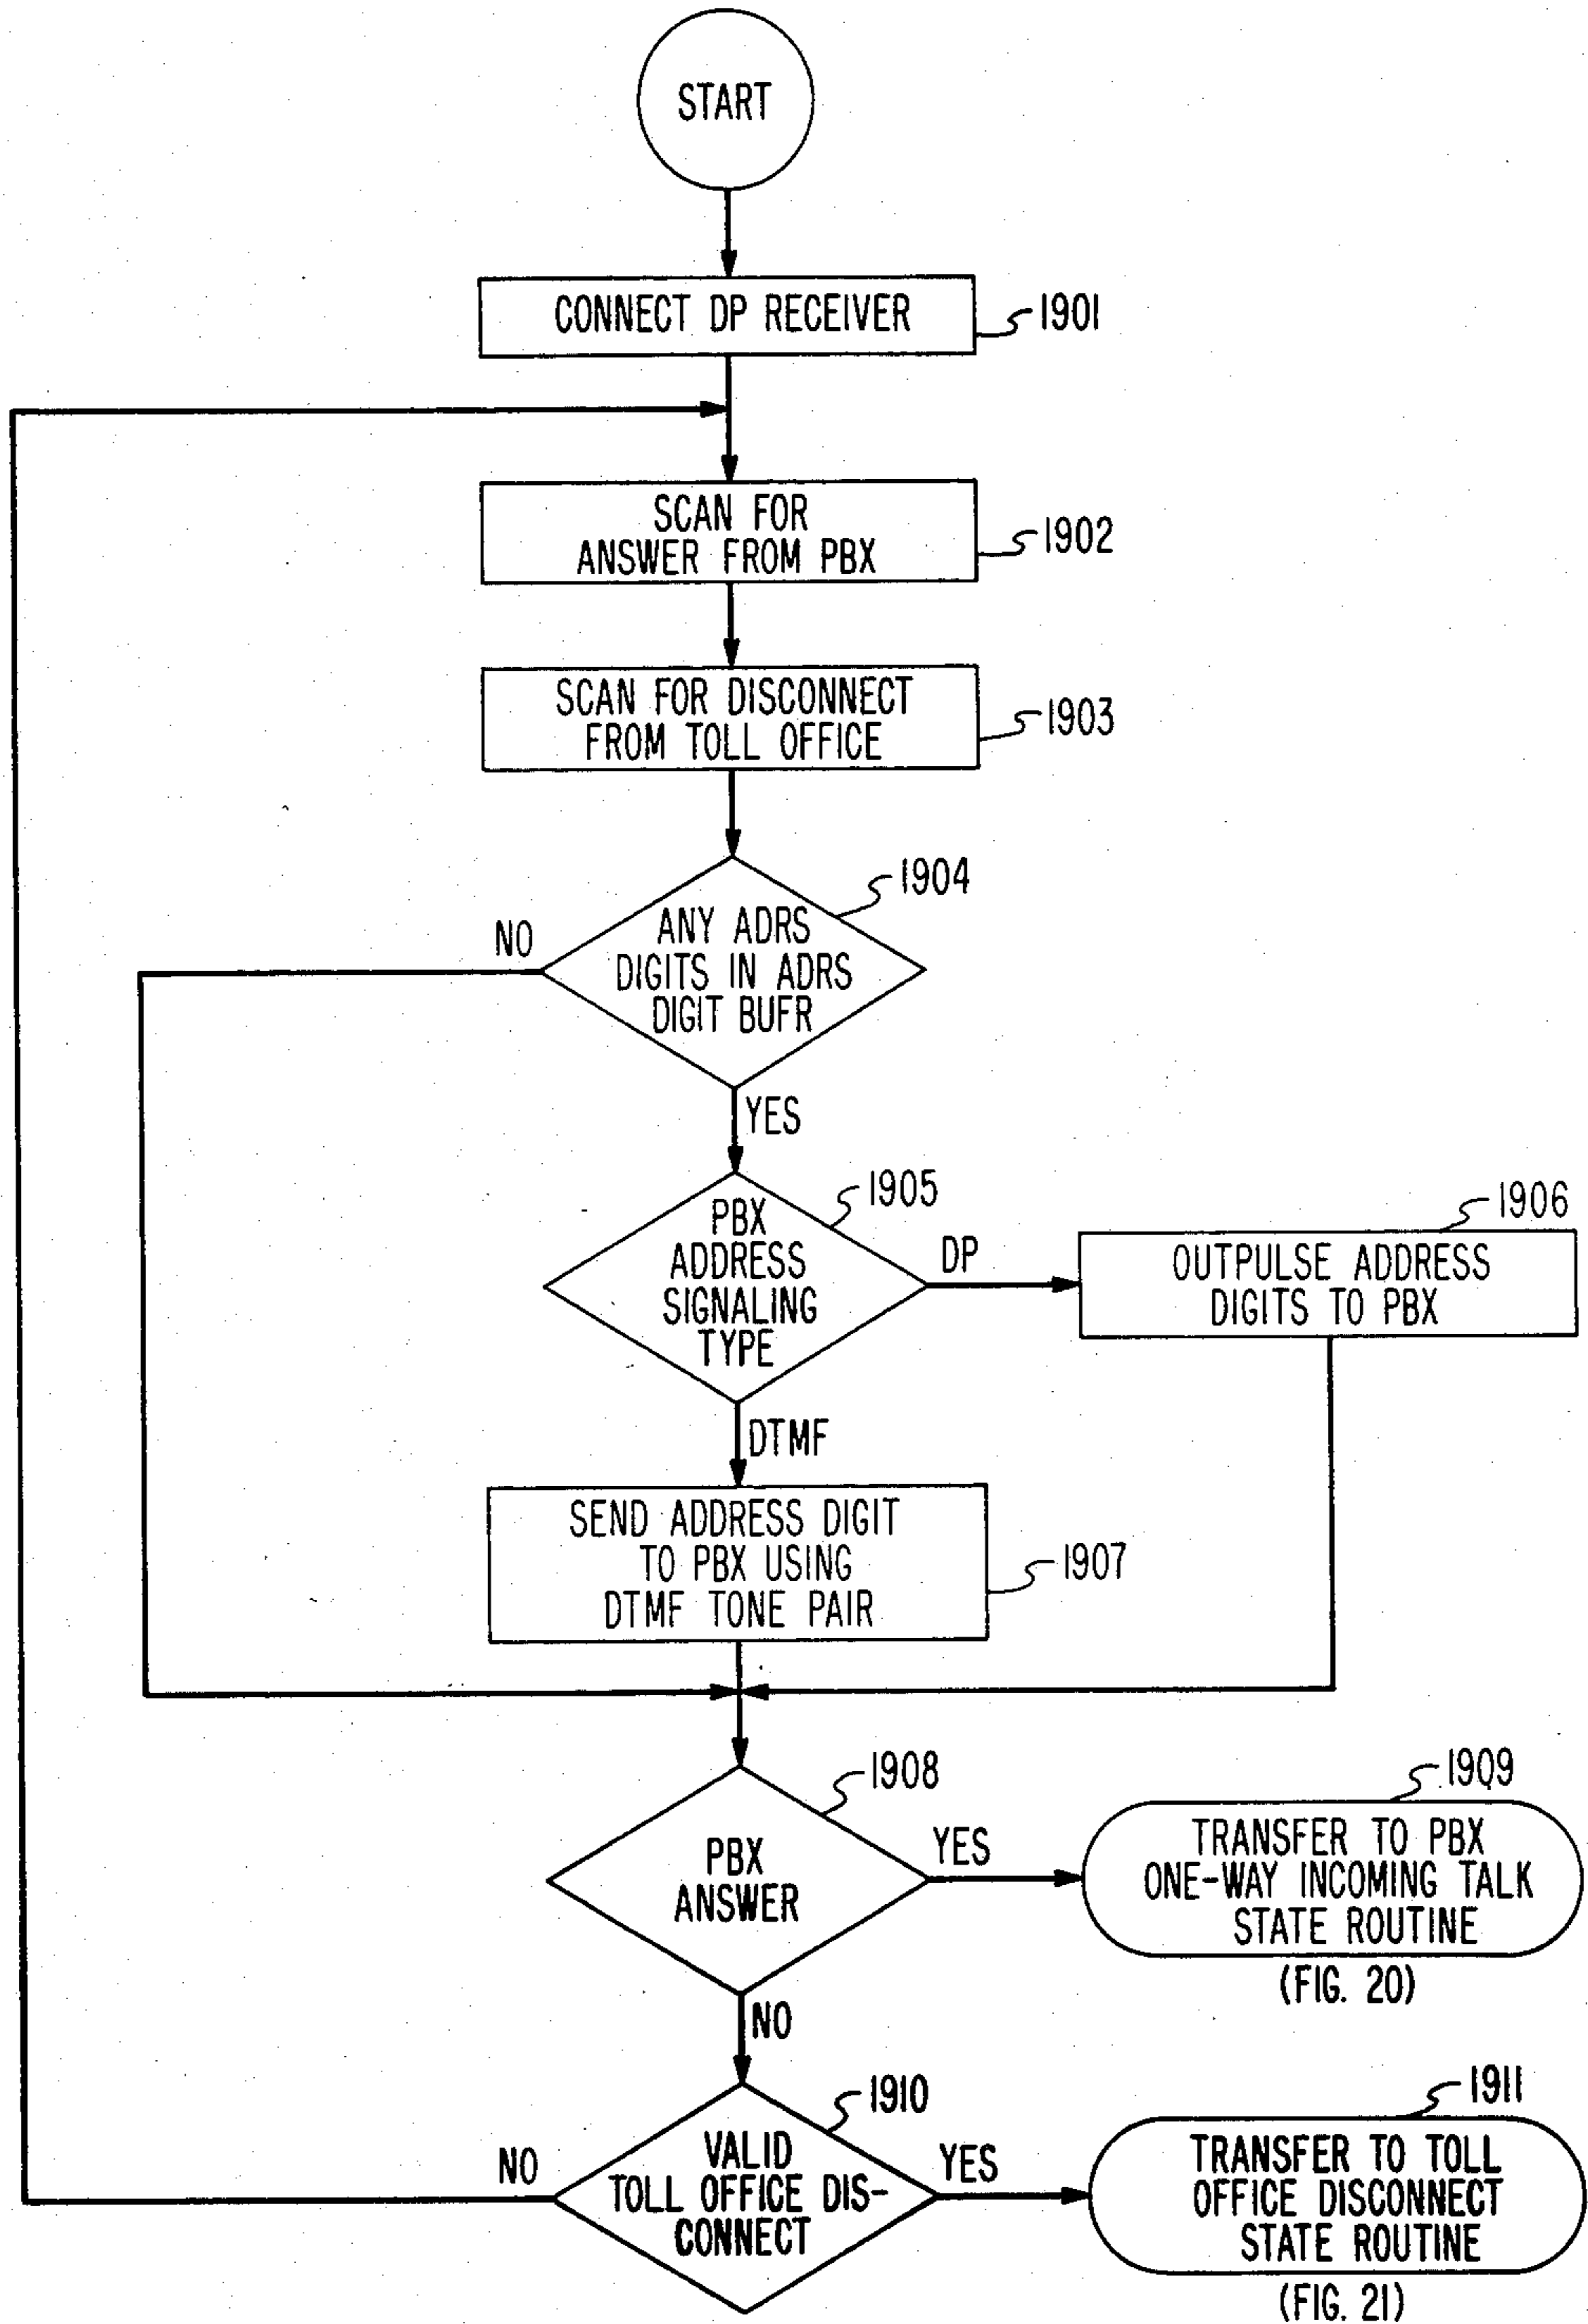 START
CONNECT DP RECEIVER
1901
SCAN FOR
ANSWER FROM PBX
1902
SCAN FOR DISCONNECT
FROM TOLL OFFICE
1903
1904
ANY ADRS
DIGITS IN ADRS
DIGIT BUFR
NO
YES
1905
PBX
ADDRESS
SIGNALING
TYPE
DP
1906
OUTPULSE ADDRESS
DIGITS TO PBX
DTMF
SEND ADDRESS DIGIT
TO PBX USING
DTMF TONE PAIR
1907
1908
PBX
ANSWER
YES
1909
TRANSFER TO PBX
ONE-WAY INCOMING TALK
STATE ROUTINE
(FIG. 20)
NO
1910
VALID
TOLL OFFICE DIS-
CONNECT
NO
YES
1911
TRANSFER TO TOLL
OFFICE DISCONNECT
STATE ROUTINE
(FIG. 21)